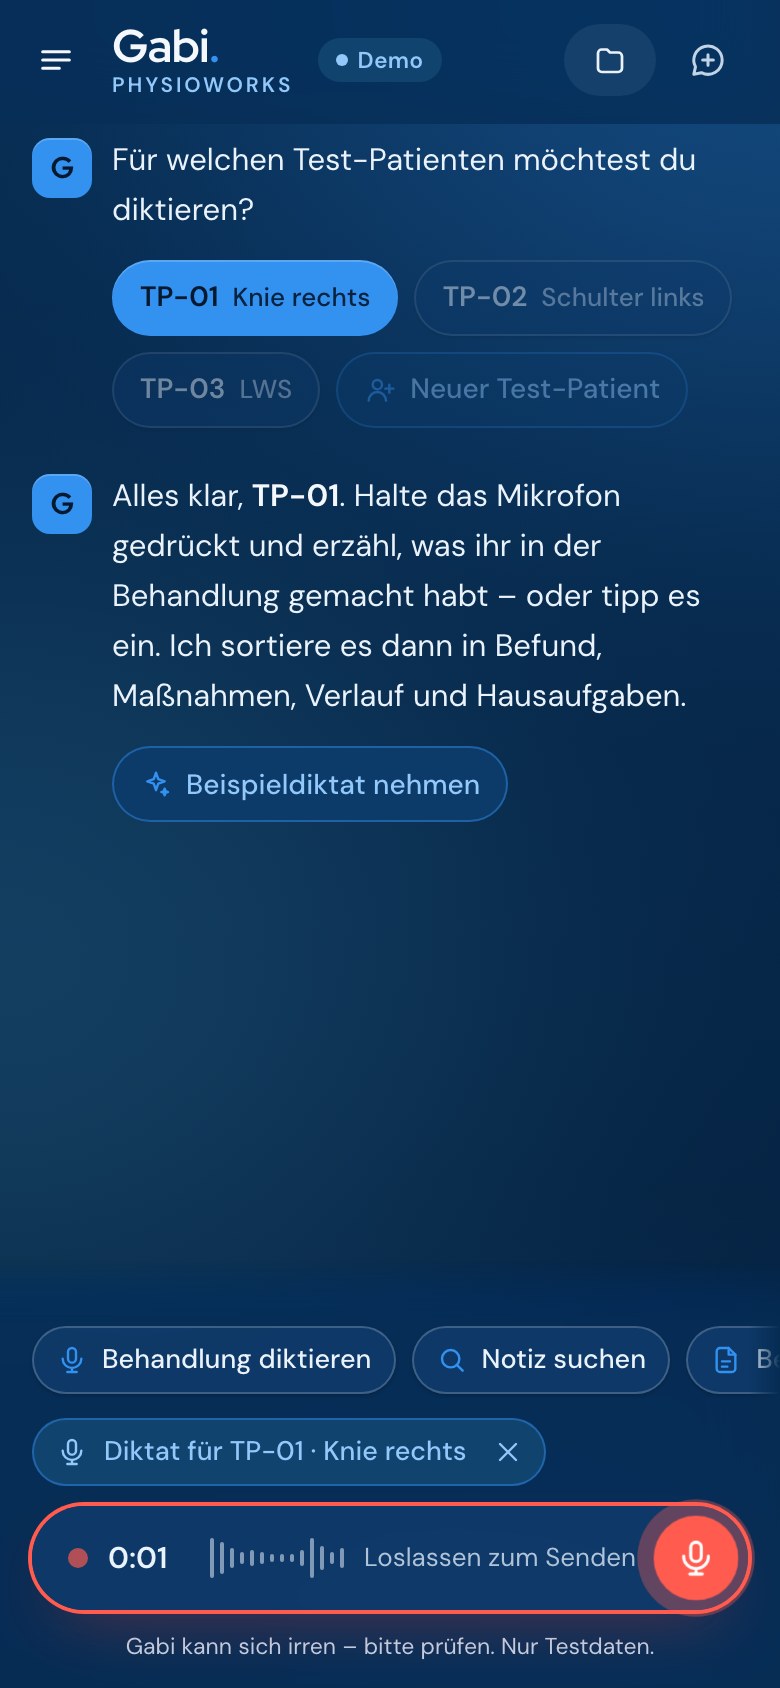 Gabi.
PHYSIOWORKS
Demo
G
Für welchen Test-Patienten möchtest du
diktieren?
TP-01 Knie rechts
TP-02 Schulter links
TP-03 LWS
Neuer Test-Patient
G
Alles klar, TP-01. Halte das Mikrofon
gedrückt und erzähl, was ihr in der
Behandlung gemacht habt – oder tipp es
ein. Ich sortiere es dann in Befund,
Maßnahmen, Verlauf und Hausaufgaben.
Beispieldiktat nehmen
Behandlung diktieren
Notiz suchen
Diktat für TP-01 · Knie rechts
0:01
Loslassen zum Senden
Gabi kann sich irren – bitte prüfen. Nur Testdaten.